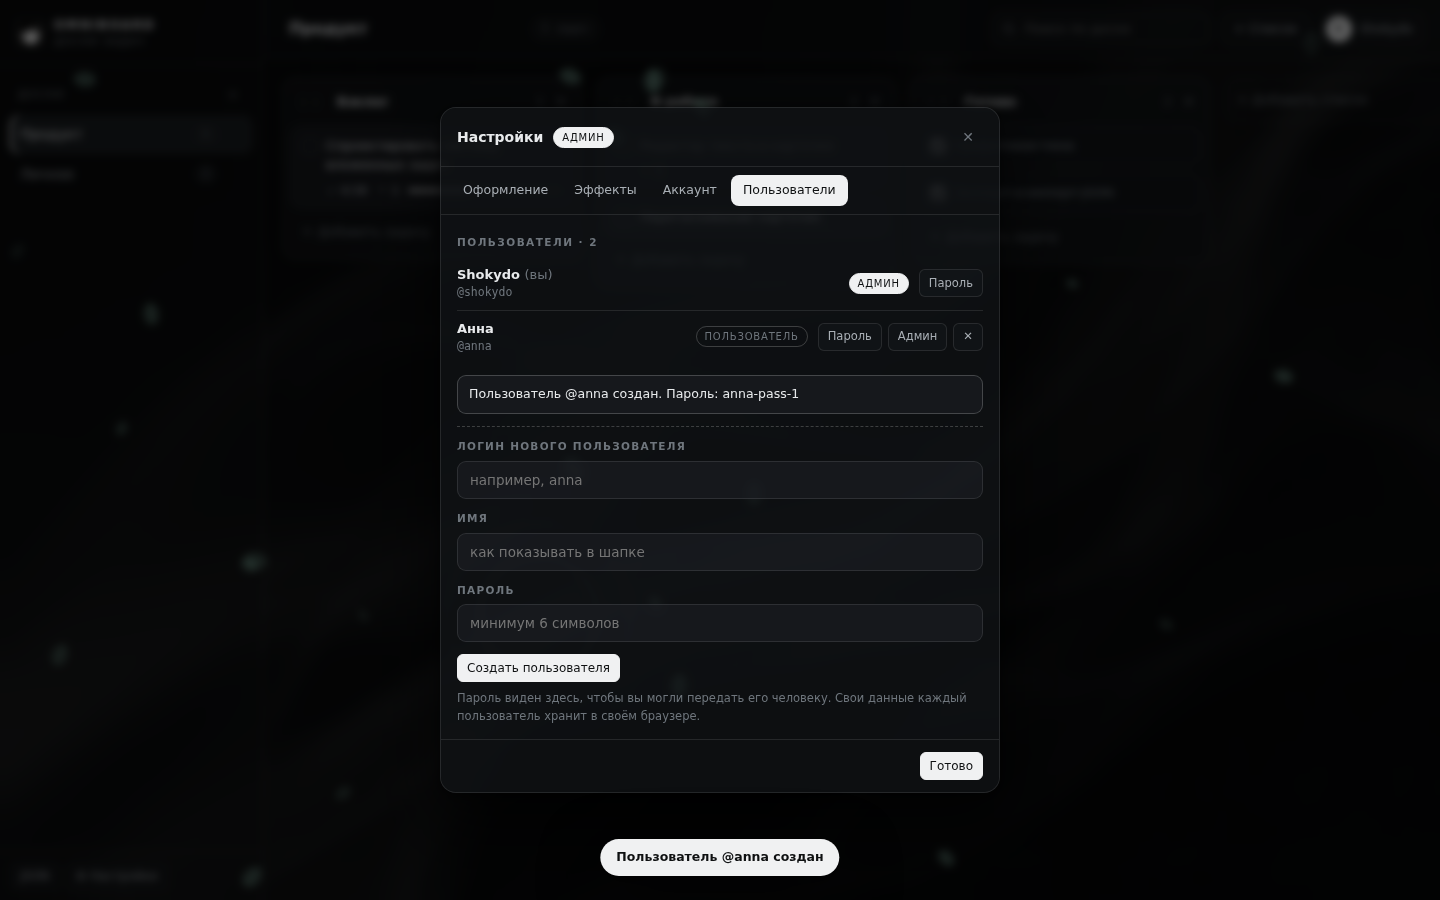 Продукт
Продукт
Настройки АДМИН ✕
Оформление Эффекты Аккаунт Пользователи
ПОЛЬЗОВАТЕЛИ · 2
Shokydo (вы)
@shokydo
АДМИН Пароль
Анна
@anna
ПОЛЬЗОВАТЕЛЬ Пароль Админ ✕
Пользователь @anna создан. Пароль: anna-pass-1
ЛОГИН НОВОГО ПОЛЬЗОВАТЕЛЯ
например, anna
ИМЯ
как показывать в шапке
ПАРОЛЬ
минимум 6 символов
Создать пользователя
Пароль виден здесь, чтобы вы могли передать его человеку. Свои данные каждый
пользователь хранит в своём браузере.
Готово
Пользователь @anna создан